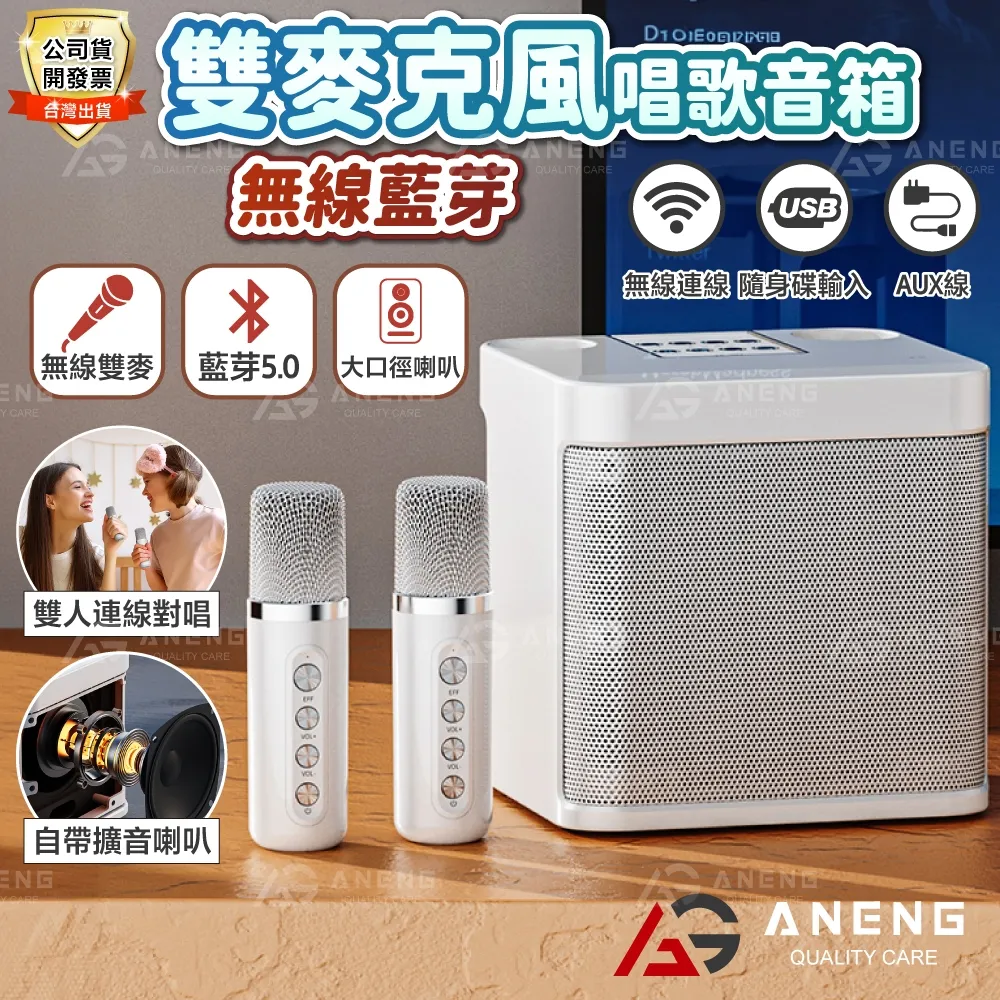 公司貨
開發票
台灣出貨
雙麥克風唱歌音箱
無線藍芽
USB
無線連線
隨身碟輸入
AUX線
無線雙麥
藍芽5.0
大口徑喇叭
雙人連線對唱
自帶擴音喇叭
EFF
VOL+
VOL-
EFF
VOL+
VOL-
ANENG
QUALITY CARE
ANENG
QUALITY CARE